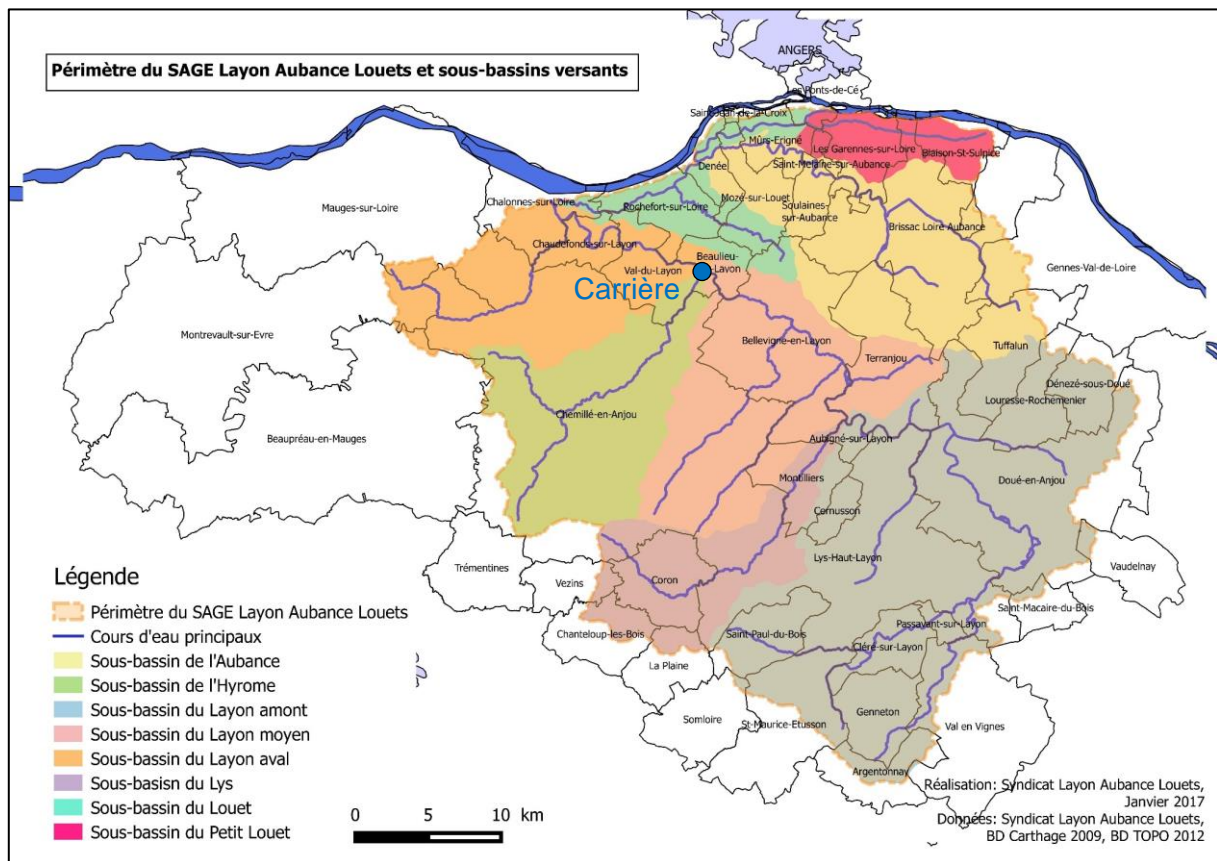 ANGERS
Périmètre du SAGE Layon Aubance Louets et sous-bassins versants
Les Ponts-de-Cé
Saint-Jean-de-la-Croix
Mûrs-Erigné
Les Garennes-sur-Loire
Blaison-St-Sulpice
Saint-Melaine-sur-Aubance
Denée
Mozé-sur-Louet
Soulaines-
sur-Aubance
Mauges-sur-Loire
Chalonnes-sur-Loire
Rochefort-sur-Loire
Brissac Loire Aubance
Chaudefonds-sur-Layon
Beaulieu-
-Layon
Val-du-Layon
Gennes-Val-de-Loire
Carrière
Montrevault-sur-Evre
Bellevigne-en-Layon
Tuffalun
Terranjou
Dénezé-sous-Doué
Louresse-Rochemenier
Chemillé-en-Anjou
Beaupréau-en-Mauges
Aubigné-sur-Layon
Montilliers
Doué-en-Anjou
Cernusson
Lys-Haut-Layon
Trémentines
Vezins
Coron
Vaudelnay
Saint-Macaire-du-Bois
Passavant-sur-Layon
Chanteloup-les-Bois
Saint-Paul-du-Bois
Cléré-sur-Layon
La Plaine
Genneton
Somloire
St-Maurice-Etusson
Val en Vignes
Argentonnay
Légende
Périmètre du SAGE Layon Aubance Louets
Cours d'eau principaux
Sous-bassin de l'Aubance
Sous-bassin de l'Hyrome
Sous-bassin du Layon amont
Sous-bassin du Layon moyen
Sous-bassin du Layon aval
Sous-basisn du Lys
Sous-bassin du Louet
Sous-bassin du Petit Louet
0 5 10 km
Réalisation: Syndicat Layon Aubance Louets,
Janvier 2017
Données: Syndicat Layon Aubance Louets,
BD Carthage 2009, BD TOPO 2012